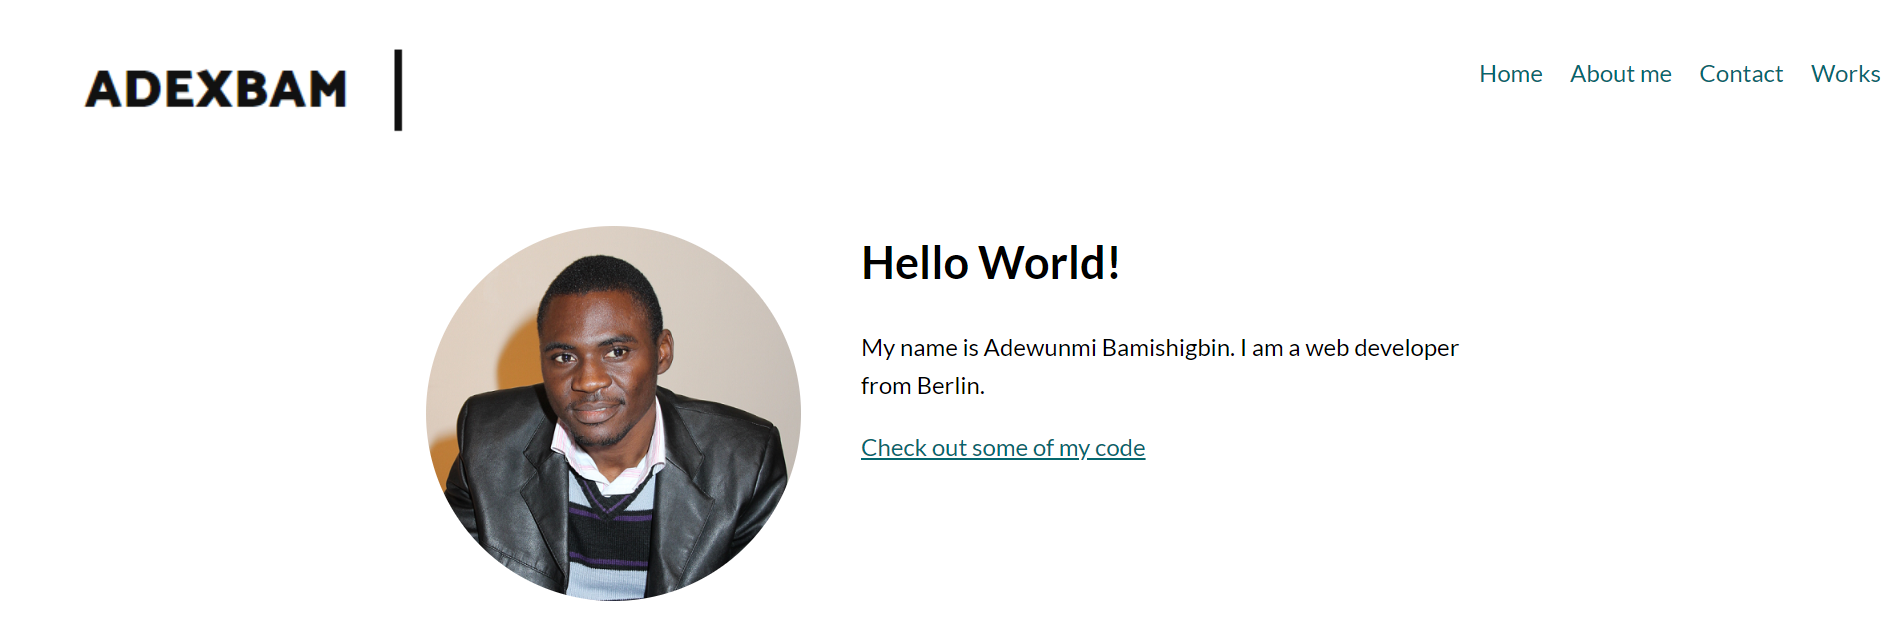 ADEXBAM
Home About me Contact Works
Hello World!
My name is Adewunmi Bamishigbin. I am a web developer
from Berlin.
Check out some of my code